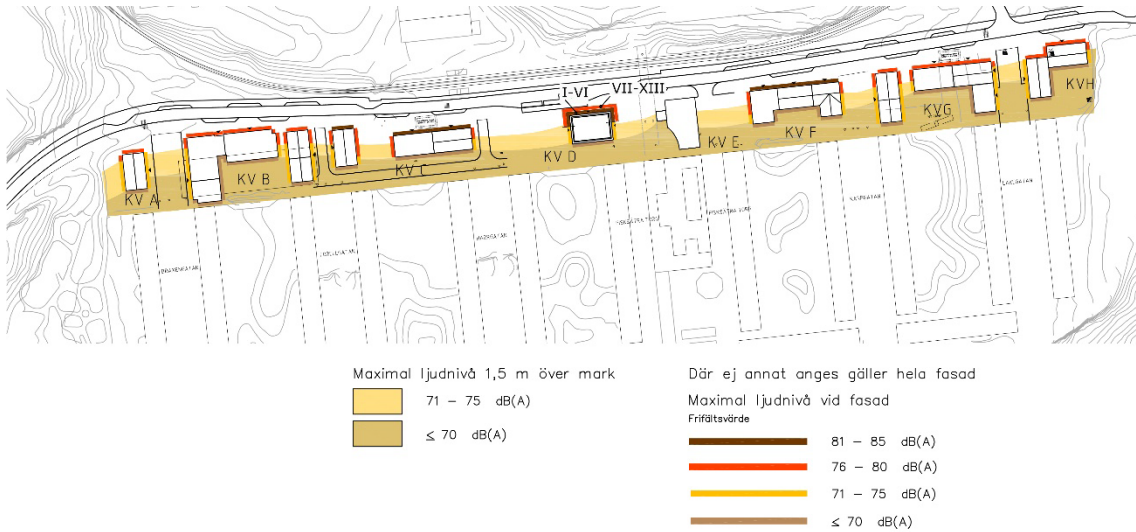 I-VI
VII-XIII
KV A
KV B
KV C
KV D
KV E
KV F
KVG
KVH
Maximal ljudnivå 1,5 m över mark
71 – 75 dB(A)
≤ 70 dB(A)
Där ej annat anges gäller hela fasad
Maximal ljudnivå vid fasad
Frifältsvärde
81 – 85 dB(A)
76 – 80 dB(A)
71 – 75 dB(A)
≤ 70 dB(A)